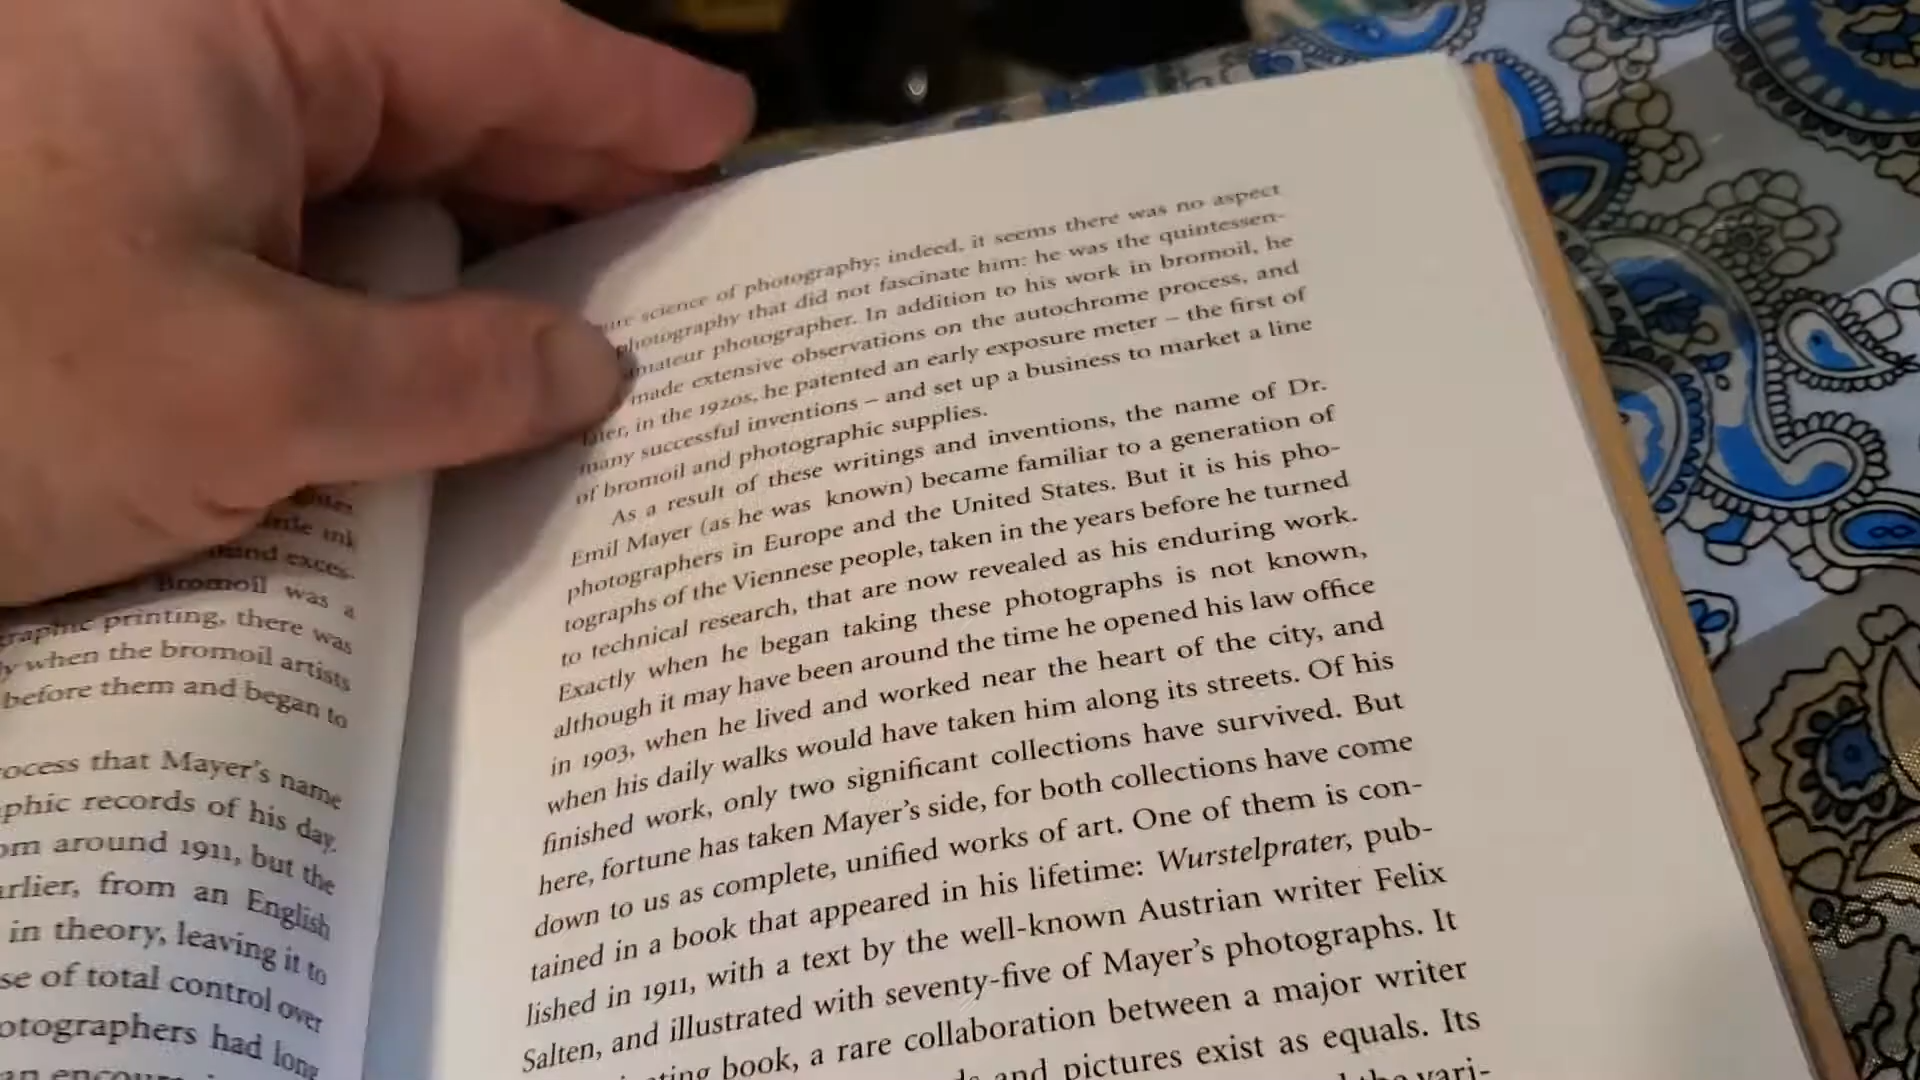 ink
and exces-
Bromoil was a
printing, there was
when the bromoil artists
before them and began to
process that Mayer's name
records of his day.
around 1911, but the
from an English
in theory, leaving it to
of total control over
had long
science of photography; indeed, it seems there was no aspect
photography that did not fascinate him: he was the quintessen-
amateur photographer. In addition to his work in bromoil, he
made extensive observations on the autochrome process, and
later, in the 1920s, he patented an early exposure meter – the first of
many successful inventions – and set up a business to market a line
of bromoil and photographic supplies.
As a result of these writings and inventions, the name of Dr.
Emil Mayer (as he was known) became familiar to a generation of
photographers in Europe and the United States. But it is his pho-
tographs of the Viennese people, taken in the years before he turned
to technical research, that are now revealed as his enduring work.
Exactly when he began taking these photographs is not known,
although it may have been around the time he opened his law office
in 1903, when he lived and worked near the heart of the city, and
when his daily walks would have taken him along its streets. Of his
finished work, only two significant collections have survived. But
here, fortune has taken Mayer's side, for both collections have come
down to us as complete, unified works of art. One of them is con-
tained in a book that appeared in his lifetime: Wurstelprater, pub-
lished in 1911, with a text by the well-known Austrian writer Felix
Salten, and illustrated with seventy-five of Mayer's photographs. It
book, a rare collaboration between a major writer
and pictures exist as equals. Its
the vari-